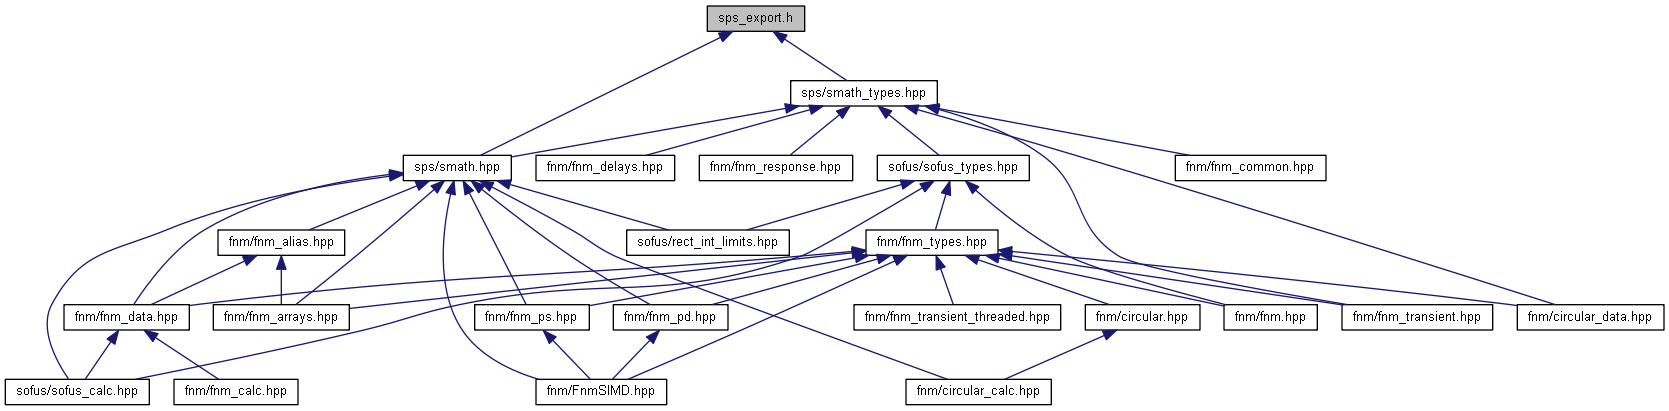 sps_export.h
sps/smath_types.hpp
sps/smath.hpp
fnm/fnm_delays.hpp
fnm/fnm_response.hpp
sofus/sofus_types.hpp
fnm/fnm_common.hpp
fnm/fnm_alias.hpp
sofus/rect_int_limits.hpp
fnm/fnm_types.hpp
fnm/fnm_data.hpp
fnm/fnm_arrays.hpp
fnm/fnm_ps.hpp
fnm/fnm_pd.hpp
fnm/fnm_transient_threaded.hpp
fnm/circular.hpp
fnm/fnm.hpp
fnm/fnm_transient.hpp
fnm/circular_data.hpp
sofus/sofus_calc.hpp
fnm/fnm_calc.hpp
fnm/FnmSIMD.hpp
fnm/circular_calc.hpp